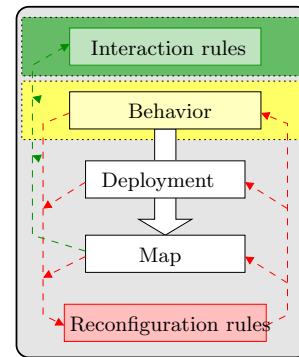 Interaction rules
Behavior
Deployment
Map
Reconfiguration rules